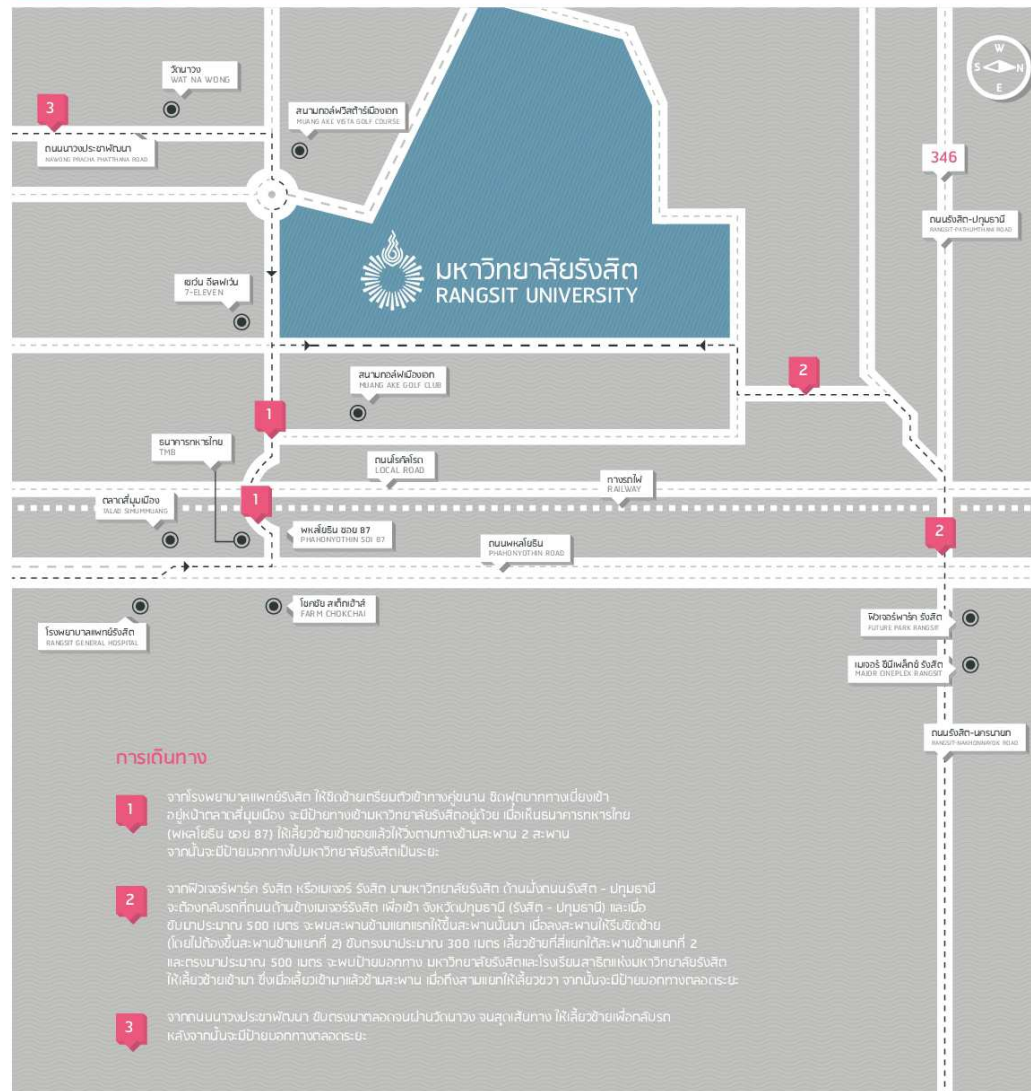 W
S N
E
วัดนาวง
WAT NA WONG
3
สนามกอล์ฟวิสต้าร์เมืองเอก
MUANG AKE VISTA GOLF COURSE
ถนนนาวงประชาพัฒนา
NAWONG PRACHA PHATTHANA ROAD
346
ถนนรังสิต-ปทุมธานี
RANGSIT-PATHUMTHANI ROAD
มหาวิทยาลัยรังสิต
RANGSIT UNIVERSITY
เซเว่น อีเลฟเว่น
7-ELEVEN
สนามกอล์ฟเมืองเอก
MUANG AKE GOLF CLUB
2
1
ธนาคารทหารไทย
TMB
ถนนโรคัลโรด
LOCAL ROAD
ทางรถไฟ
RAILWAY
ตลาดสี่มุมเมือง
TALAD SIMUMMUANG
1
พหลโยธิน ซอย 87
PHAHONYOTHIN SOI 87
ถนนพหลโยธิน
PHAHONYOTHIN ROAD
2
โรงพยาบาลแพทย์รังสิต
RANGSIT GENERAL HOSPITAL
โชคชัย สเต็กเฮ้าส์
FARM CHOKCHAI
ฟิวเจอร์พาร์ค รังสิต
FUTURE PARK RANGSIT
เมเจอร์ ซีนีเพล็กซ์ รังสิต
MAJOR CINEPLEX RANGSIT
ถนนรังสิต-นครนายก
RANGSIT-NAKHONNAYOK ROAD
การเดินทาง
1
จากโรงพยาบาลแพทย์รังสิต ให้ชิดซ้ายเตรียมตัวเข้าทางคู่ขนาน ชิดฟุตบาททางเบี่ยงเข้า
อยู่หน้าตลาดสี่มุมเมือง จะมีป้ายทางเข้ามหาวิทยาลัยรังสิตอยู่ด้วย เมื่อเห็นธนาคารทหารไทย
(พหลโยธิน ซอย 87) ให้เลี้ยวซ้ายเข้าซอยแล้วให้วิ่งตามทางข้ามสะพาน 2 สะพาน
จากนั้นจะมีป้ายบอกทางไปมหาวิทยาลัยรังสิตเป็นระยะ
2
จากฟิวเจอร์พาร์ค รังสิต หรือเมเจอร์ รังสิต มามหาวิทยาลัยรังสิต ด้านฝั่งถนนรังสิต - ปทุมธานี
จะต้องกลับรถที่ถนนด้านข้างเมเจอร์รังสิต เพื่อเข้า จังหวัดปทุมธานี (รังสิต - ปทุมธานี) และเมื่อ
ขับมาประมาณ 500 เมตร จะพบสะพานข้ามแยกแรกให้ขึ้นสะพานนั้นมา เมื่อลงสะพานให้รีบชิดซ้าย
(โดยไม่ต้องขึ้นสะพานข้ามแยกที่ 2) ขับตรงมาประมาณ 300 เมตร เลี้ยวซ้ายที่สี่แยกใต้สะพานข้ามแยกที่ 2
และตรงมาประมาณ 500 เมตร จะพบป้ายบอกทาง มหาวิทยาลัยรังสิตและโรงเรียนสาธิตแห่งมหาวิทยาลัยรังสิต
ให้เลี้ยวซ้ายเข้ามา ซึ่งเมื่อเลี้ยวเข้ามาแล้วข้ามสะพาน เมื่อถึงสามแยกให้เลี้ยวขวา จากนั้นจะมีป้ายบอกทางตลอดระยะ
3
จากถนนนาวงประชาพัฒนา ขับตรงมาตลอดจนผ่านวัดนาวง จนสุดเส้นทาง ให้เลี้ยวซ้ายเพื่อกลับรถ
หลังจากนั้นจะมีป้ายบอกทางตลอดระยะ